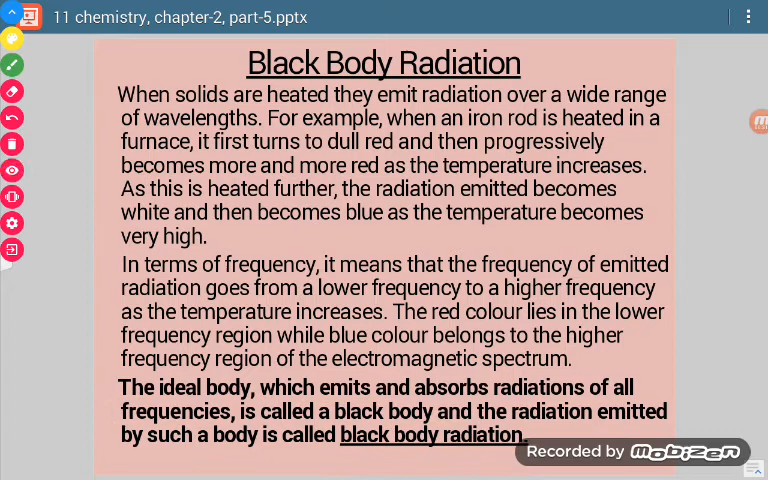 11 chemistry, chapter-2, part-5.pptx
Black Body Radiation
When solids are heated they emit radiation over a wide range
of wavelengths. For example, when an iron rod is heated in a
furnace, it first turns to dull red and then progressively
becomes more and more red as the temperature increases.
As this is heated further, the radiation emitted becomes
white and then becomes blue as the temperature becomes
very high.
In terms of frequency, it means that the frequency of emitted
radiation goes from a lower frequency to a higher frequency
as the temperature increases. The red colour lies in the lower
frequency region while blue colour belongs to the higher
frequency region of the electromagnetic spectrum.
The ideal body, which emits and absorbs radiations of all
frequencies, is called a black body and the radiation emitted
by such a body is called black body radiation.
Recorded by mobizen